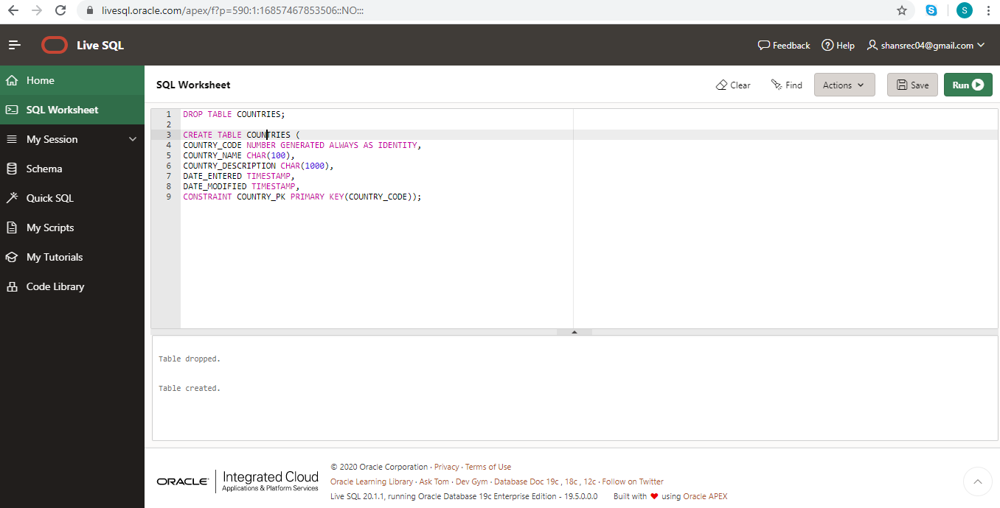 livesql.oracle.com/apex/f?p=590:1:16857467853506::NO:::
S
S
Live SQL
Feedback
Help
shansrec04@gmail.com
Home
SQL Worksheet
My Session
Schema
Quick SQL
My Scripts
My Tutorials
Code Library
SQL Worksheet
Clear
Find
Actions
Save
Run
1 DROP TABLE COUNTRIES;
2
3 CREATE TABLE COUNTRIES (
4 COUNTRY_CODE NUMBER GENERATED ALWAYS AS IDENTITY,
5 COUNTRY_NAME CHAR(100),
6 COUNTRY_DESCRIPTION CHAR(1000),
7 DATE_ENTERED TIMESTAMP,
8 DATE_MODIFIED TIMESTAMP,
9 CONSTRAINT COUNTRY_PK PRIMARY KEY(COUNTRY_CODE));
Table dropped.
Table created.
ORACLE
Integrated Cloud
Applications & Platform Services
© 2020 Oracle Corporation · Privacy · Terms of Use
Oracle Learning Library · Ask Tom · Dev Gym · Database Doc 19c , 18c , 12c · Follow on Twitter
Live SQL 20.1.1, running Oracle Database 19c Enterprise Edition - 19.5.0.0.0 Built with ♥ using Oracle APEX